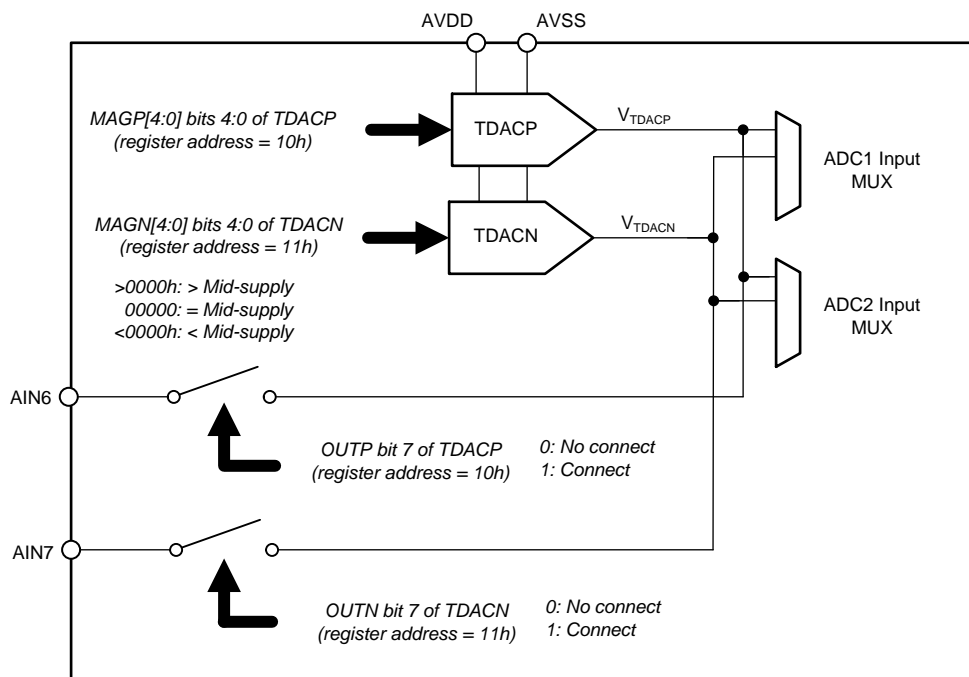 AVDD AVSS
MAGP[4:0] bits 4:0 of TDACP
(register address = 10h)
TDACP
VTDACP
ADC1 Input
MUX
MAGN[4:0] bits 4:0 of TDACN
(register address = 11h)
TDACN
VTDACN
>0000h: > Mid-supply
00000: = Mid-supply
<0000h: < Mid-supply
ADC2 Input
MUX
AIN6
OUTP bit 7 of TDACP
(register address = 10h)
0: No connect
1: Connect
AIN7
OUTN bit 7 of TDACN
(register address = 11h)
0: No connect
1: Connect